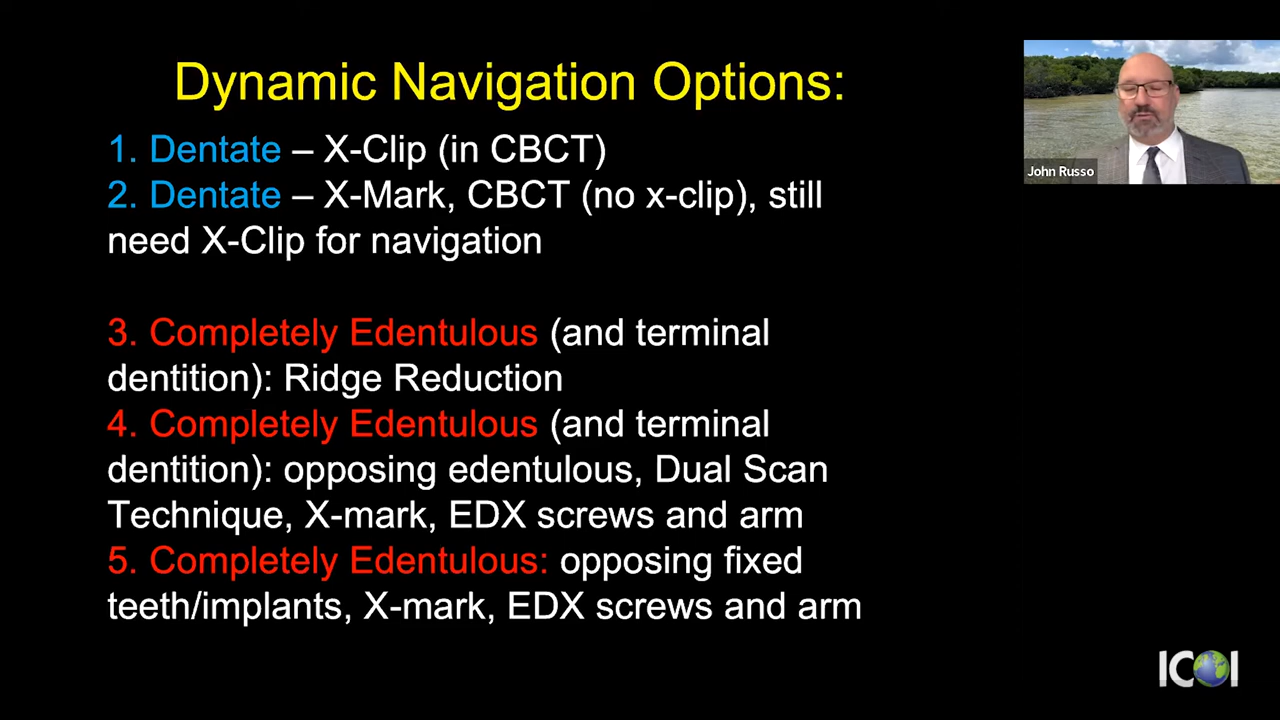 Dynamic Navigation Options:
1. Dentate – X-Clip (in CBCT)
2. Dentate – X-Mark, CBCT (no x-clip), still
need X-Clip for navigation
3. Completely Edentulous (and terminal
dentition): Ridge Reduction
4. Completely Edentulous (and terminal
dentition): opposing edentulous, Dual Scan
Technique, X-mark, EDX screws and arm
5. Completely Edentulous: opposing fixed
teeth/implants, X-mark, EDX screws and arm
John Russo
ICOI